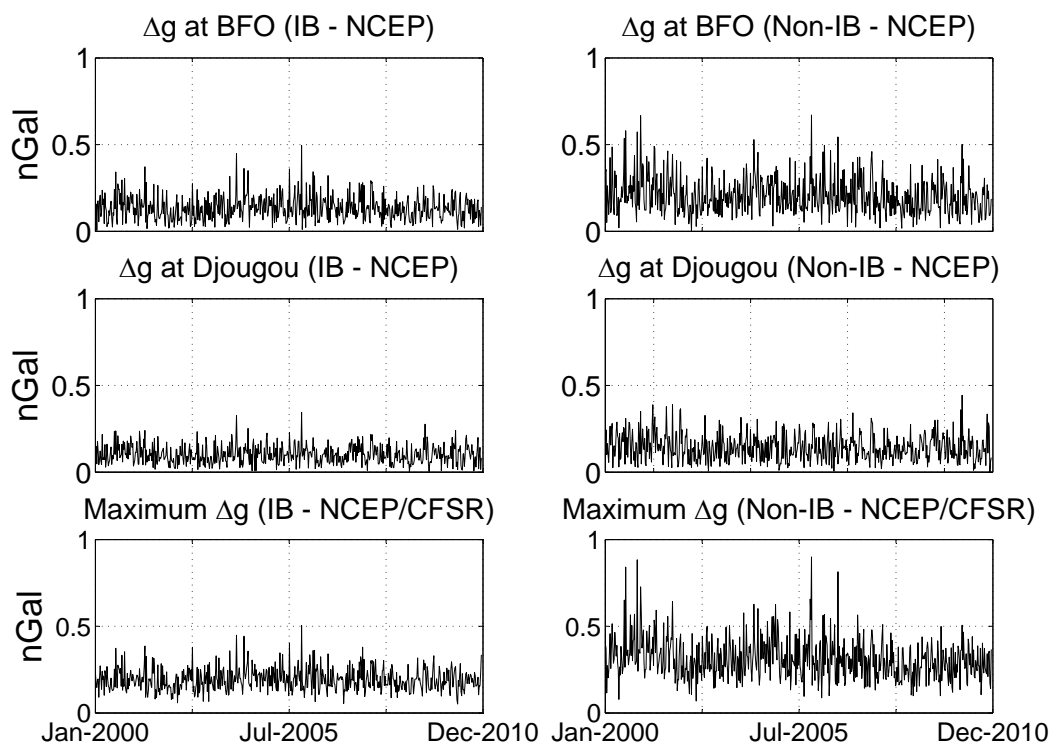 Δg at BFO (IB - NCEP)
Δg at BFO (Non-IB - NCEP)
nGal
1
0.5
0
1
0.5
0
Δg at Djougou (IB - NCEP)
Δg at Djougou (Non-IB - NCEP)
nGal
1
0.5
0
1
0.5
0
Maximum Δg (IB - NCEP/CFSR)
Maximum Δg (Non-IB - NCEP/CFSR)
nGal
1
0.5
0
1
0.5
0
Jan-2000 Jul-2005 Dec-2010
Jan-2000 Jul-2005 Dec-2010